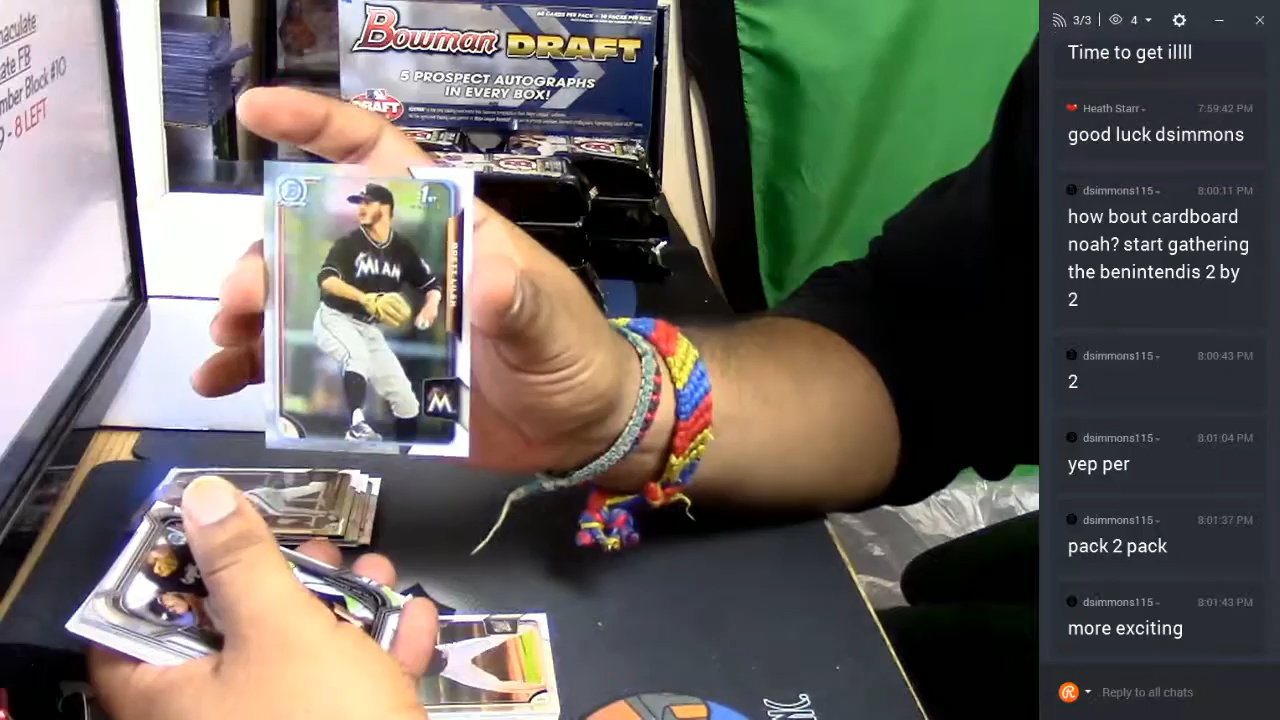 maculate
ate FB
mber Block #10
g - 8 LEFT
Bowman DRAFT
5 PROSPECT AUTOGRAPHS
IN EVERY BOX!
DRAFT
1ST
MIAMI
M
3/3
4
Time to get illll
Heath Starr
7:59:42 PM
good luck dsimmons
dsimmons115
8:00:11 PM
how bout cardboard
noah? start gathering
the benintendis 2 by
2
dsimmons115
8:00:43 PM
2
dsimmons115
8:01:04 PM
yep per
dsimmons115
8:01:37 PM
pack 2 pack
dsimmons115
8:01:43 PM
more exciting
Reply to all chats